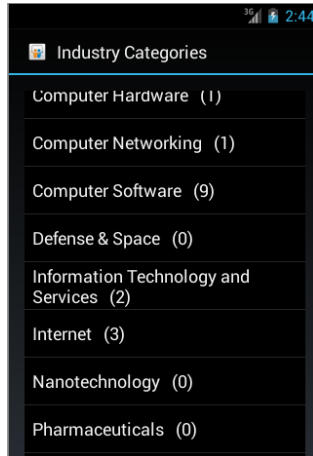 3G 2:44
Industry Categories
Computer Hardware (1)
Computer Networking (1)
Computer Software (9)
Defense & Space (0)
Information Technology and
Services (2)
Internet (3)
Nanotechnology (0)
Pharmaceuticals (0)